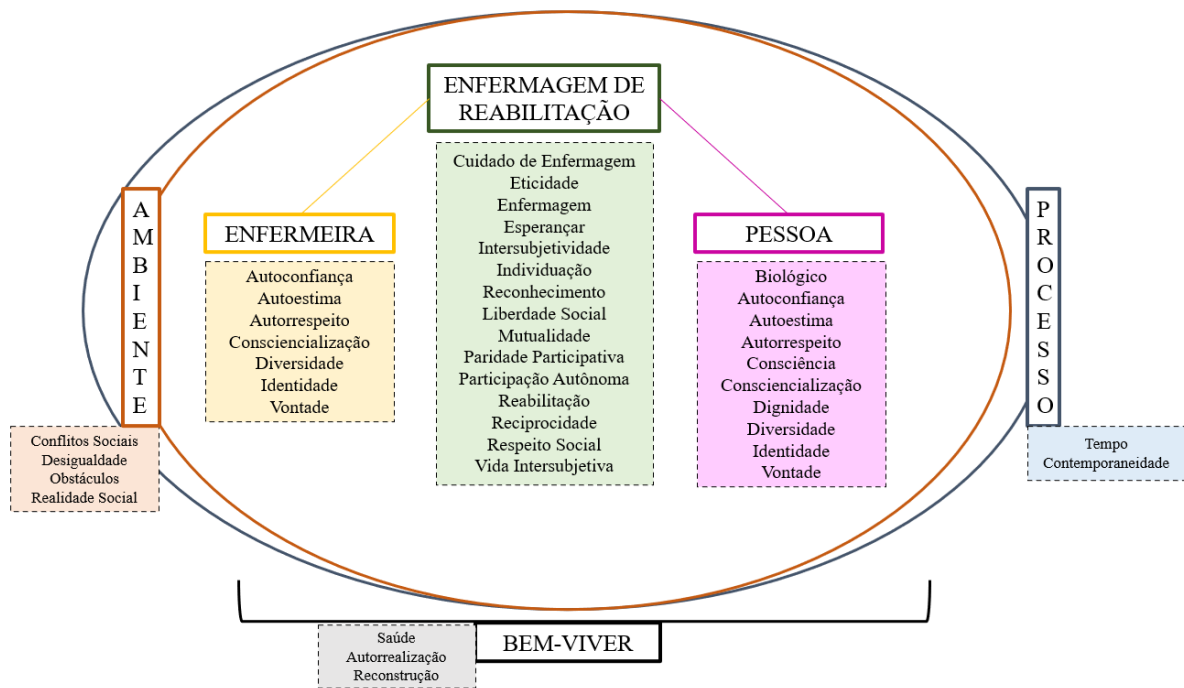 ENFERMAGEM DE
REABILITAÇÃO
Cuidado de Enfermagem
Eticidade
Enfermagem
Esperançar
Intersubjetividade
Individuação
Reconhecimento
Liberdade Social
Mutualidade
Paridade Participativa
Participação Autônoma
Reabilitação
Reciprocidade
Respeito Social
Vida Intersubjetiva
AMBIENTE
Conflitos Sociais
Desigualdade
Obstáculos
Realidade Social
ENFERMEIRA
Autoconfiança
Autoestima
Autorrespeito
Consciencialização
Diversidade
Identidade
Vontade
PESSOA
Biológico
Autoconfiança
Autoestima
Autorrespeito
Consciência
Consciencialização
Dignidade
Diversidade
Identidade
Vontade
PROCESSO
Tempo
Contemporaneidade
Saúde
Autorrealização
Reconstrução
BEM-VIVER